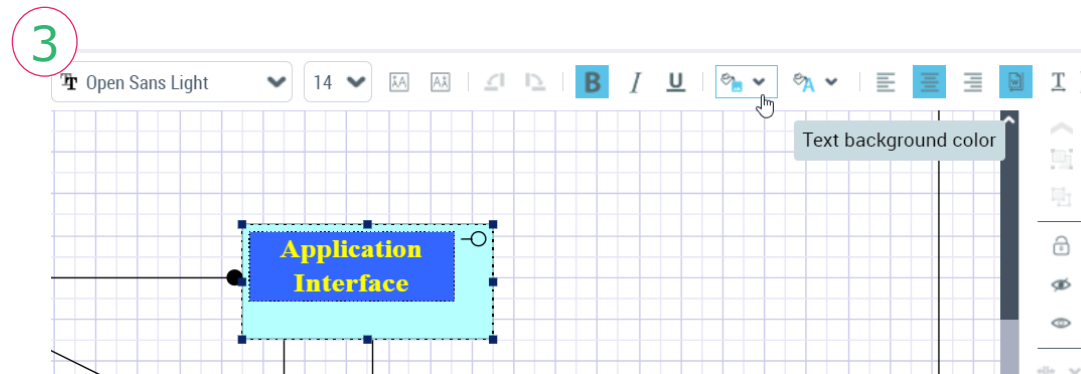 3
Open Sans Light
14
B I U
Text background color
Application
Interface